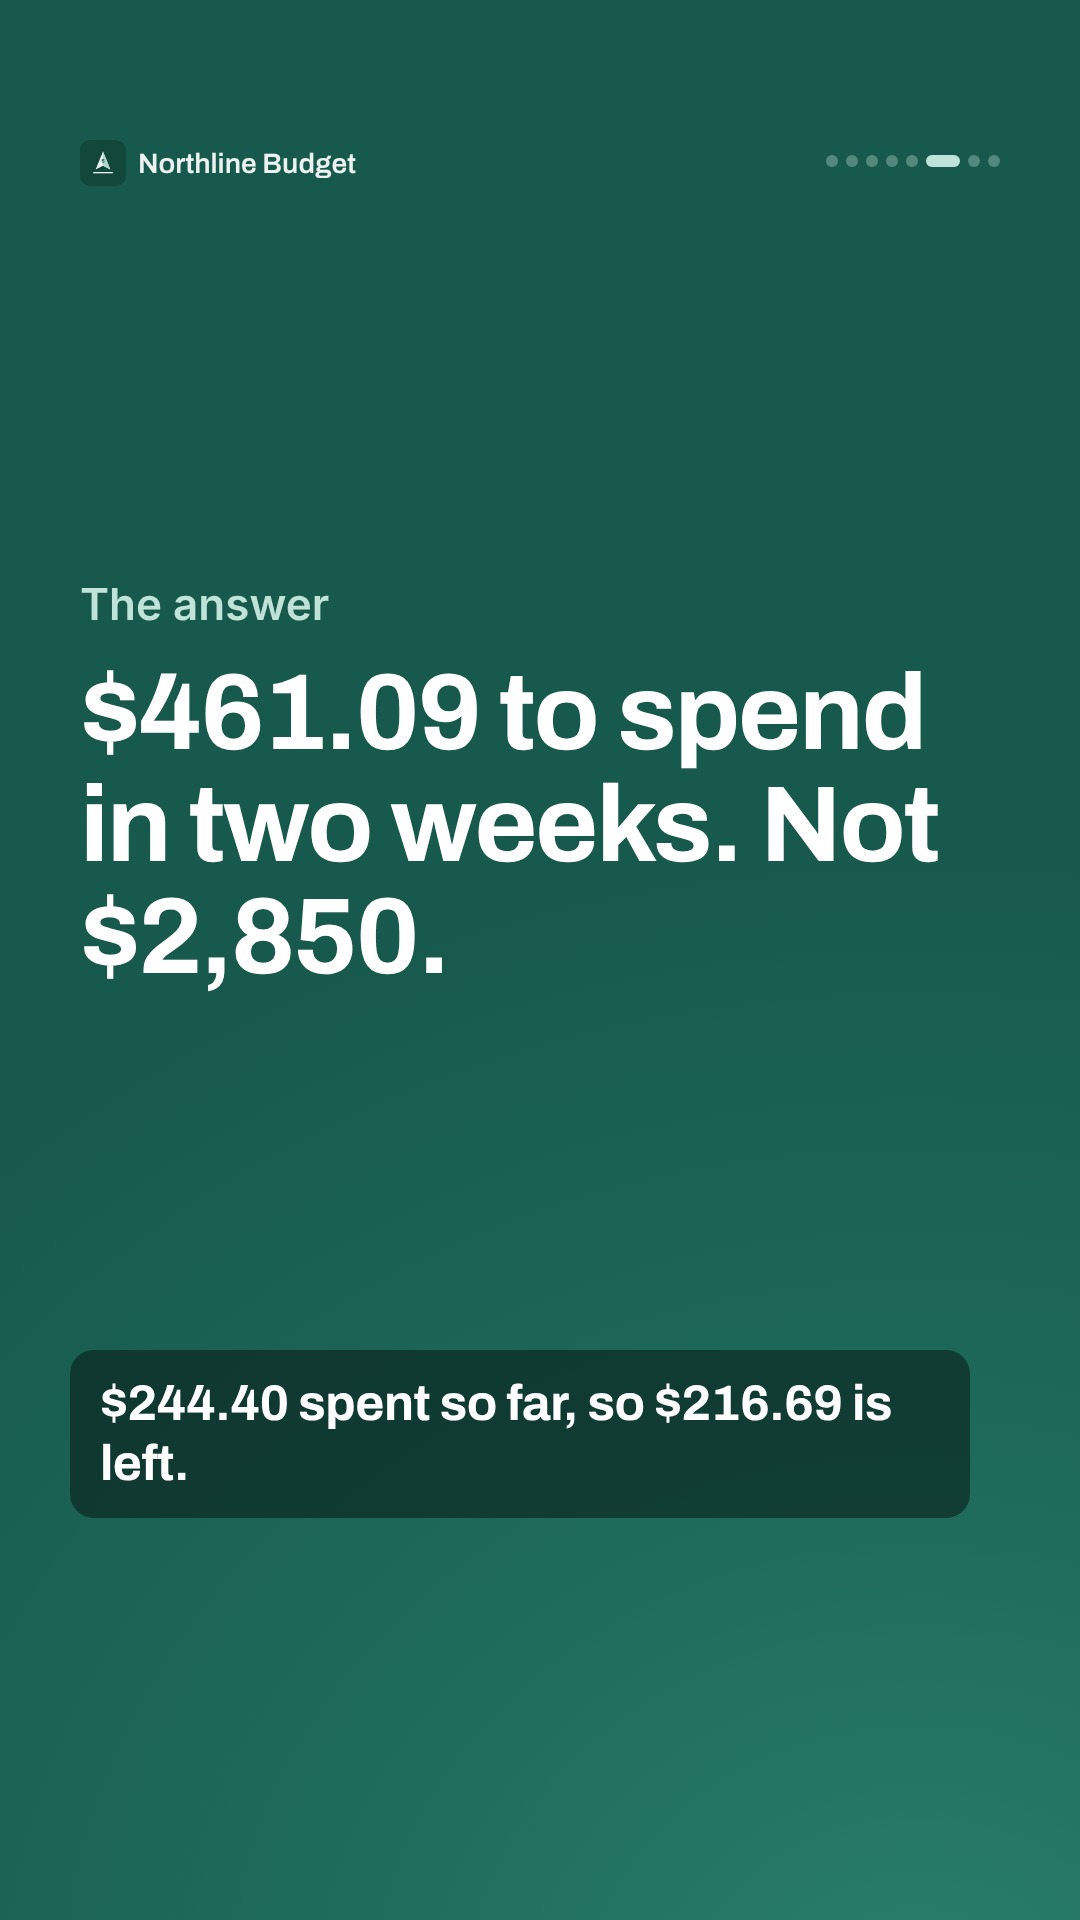 Northline Budget
The answer
$461.09 to spend
in two weeks. Not
$2,850.
$244.40 spent so far, so $216.69 is
left.